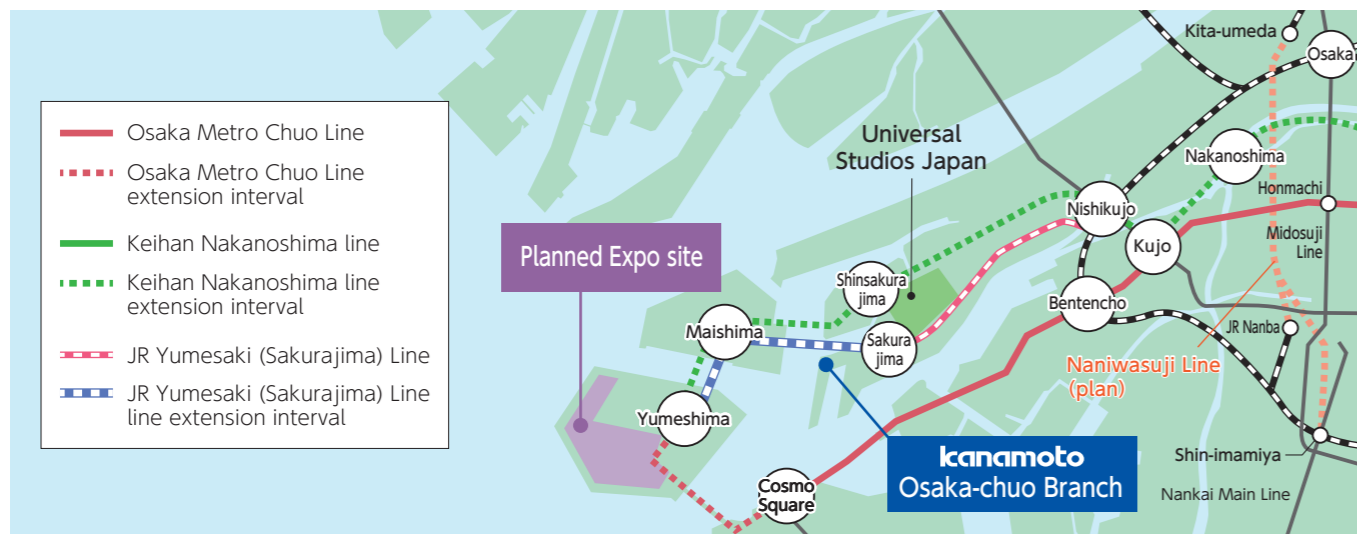 Osaka Metro Chuo Line
Osaka Metro Chuo Line
extension interval
Keihan Nakanoshima line
Keihan Nakanoshima line
extension interval
JR Yumesaki (Sakurajima) Line
JR Yumesaki (Sakurajima) Line
line extension interval
Planned Expo site
Universal
Studios Japan
Kita-umeda
Osaka
Nakanoshima
Honmachi
Nishikujo
Kujo
Midosuji
Line
Shinsakura
jima
Bentencho
Maishima
Sakura
jima
JR Nanba
Naniwasuji Line
(plan)
Yumeshima
kanamoto
Osaka-chuo Branch
Shin-imamiya
Cosmo
Square
Nankai Main Line